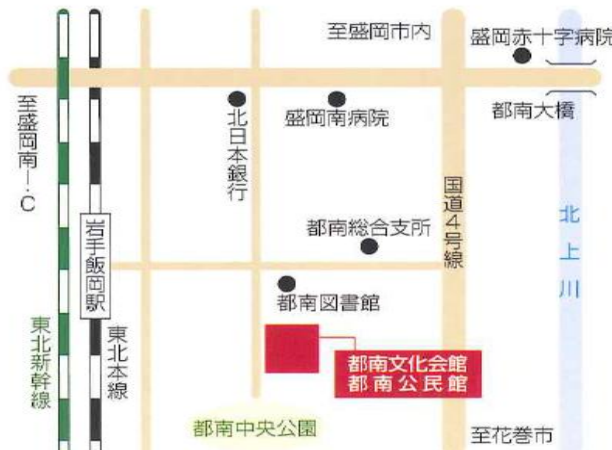 至盛岡市内
盛岡赤十字病院
至盛岡南I・C
北日本銀行
盛岡南病院
都南大橋
国道4号線
北上川
岩手飯岡駅
都南総合支所
都南図書館
東北新幹線
東北本線
都南文化会館
都南公民館
都南中央公園
至花巻市